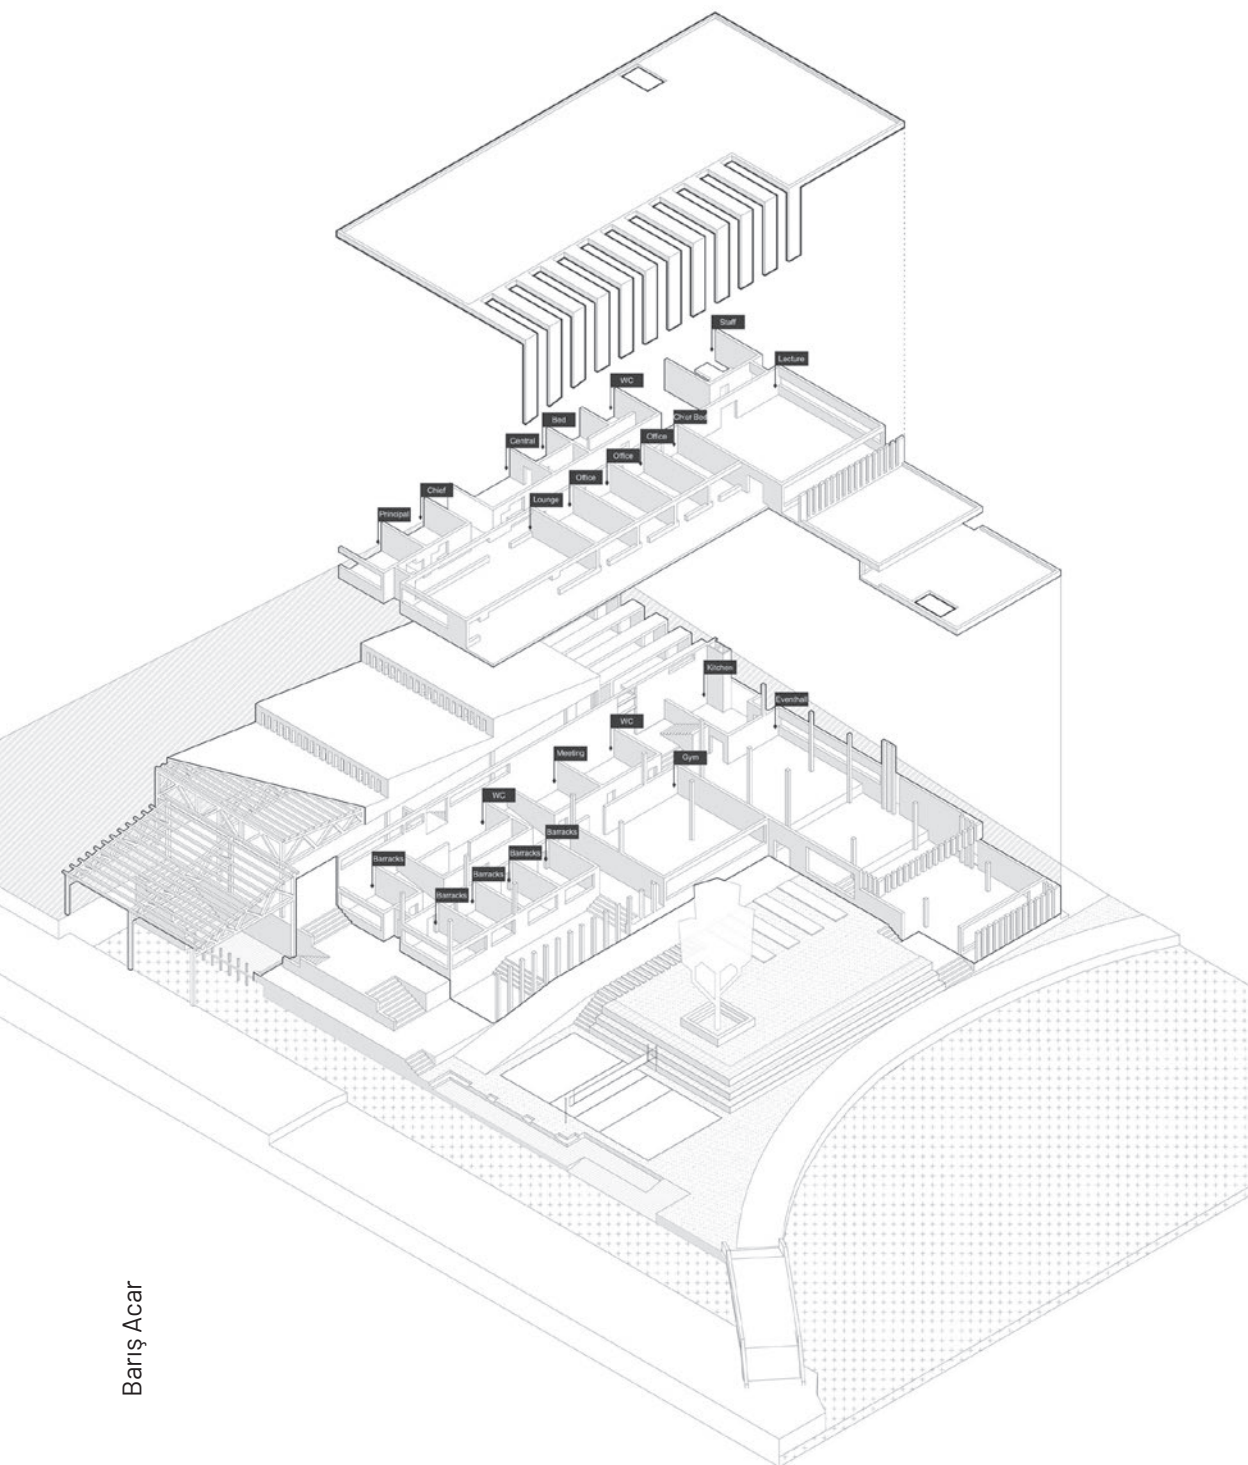 Staff
Lecture
WC
Chief Bed
Bed
Office
Central
Office
Office
Chief
Lounge
Principal
Kitchen
Eventhall
WC
Meeting
Gym
WC
Barracks
Barracks
Barracks
Barracks
Barracks
Barış Acar